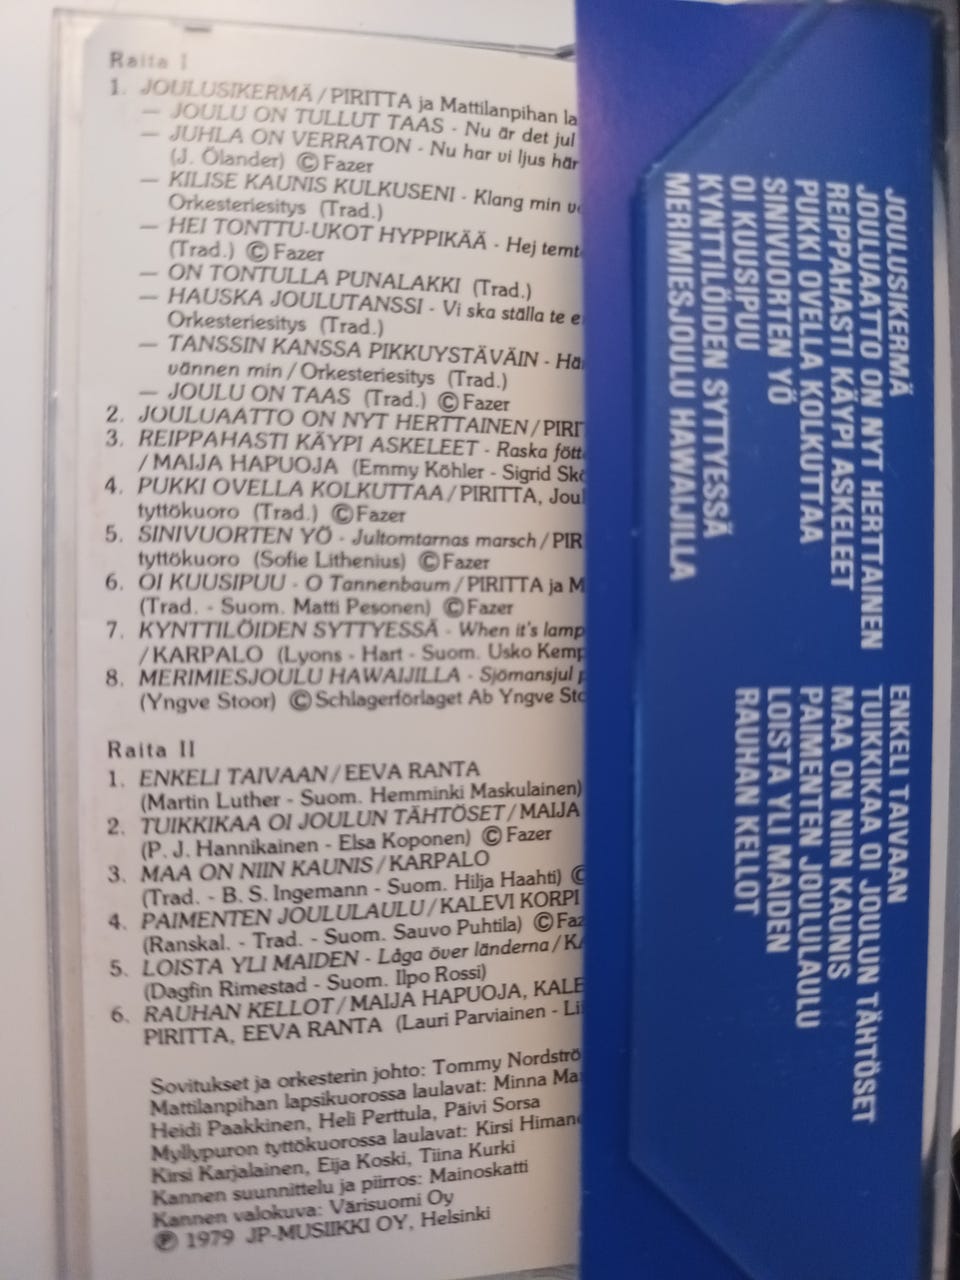 Raita I
1. JOULUSIKERMÄ / PIRITTA ja Mattilanpihan la
— JOULU ON TULLUT TAAS - Nu är det jul
— JUHLA ON VERRATON - Nu har vi ljus här
(J. Ölander) © Fazer
— KILISE KAUNIS KULKUSENI - Klang min
Orkesteriesitys (Trad.)
— HEI TONTTU-UKOT HYPPIKÄÄ - Hej tomt
(Trad.) © Fazer
— ON TONTULLA PUNALAKKI (Trad.)
— HAUSKA JOULUTANSSI - Vi ska ställa te e
Orkesteriesitys (Trad.)
— TANSSIN KANSSA PIKKUYSTÄVÄIN - Hä
vännen min / Orkesteriesitys (Trad.)
— JOULU ON TAAS (Trad.) © Fazer
2. JOULUAATTO ON NYT HERTTAINEN / PIRIT
3. REIPPAHASTI KÄYPI ASKELEET - Raska fött
/ MAIJA HAPUOJA (Emmy Köhler - Sigrid Skö
4. PUKKI OVELLA KOLKUTTAA / PIRITTA, Jou
tyttökuoro (Trad.) © Fazer
5. SINIVUORTEN YÖ - Jultomtarnas marsch / PIR
tyttökuoro (Sofie Lithenius) © Fazer
6. OI KUUSIPUU - O Tannenbaum / PIRITTA ja M
(Trad. - Suom. Matti Pesonen) © Fazer
7. KYNTTILÖIDEN SYTTYESSÄ - When it's lamp
/ KARPALO (Lyons - Hart - Suom. Usko Kemp
8. MERIMIESJOULU HAWAIJILLA - Sjömansjul p
(Yngve Stoor) © Schlagerförlaget Ab Yngve Sto
Raita II
1. ENKELI TAIVAAN / EEVA RANTA
(Martin Luther - Suom. Hemminki Maskulainen)
2. TUIKKIKAA OI JOULUN TÄHTÖSET / MAIJA
(P. J. Hannikainen - Elsa Koponen) © Fazer
3. MAA ON NIIN KAUNIS / KARPALO
(Trad. - B. S. Ingemann - Suom. Hilja Haahti) ©
4. PAIMENTEN JOULULAULU / KALEVI KORPI
(Ranskal. - Trad. - Suom. Sauvo Puhtila) © Faz
5. LOISTA YLI MAIDEN - Låga över länderna / KA
(Dagfin Rimestad - Suom. Ilpo Rossi)
6. RAUHAN KELLOT / MAIJA HAPUOJA, KALE
PIRITTA, EEVA RANTA (Lauri Parviainen - Li
Sovitukset ja orkesterin johto: Tommy Nordströ
Mattilanpihan lapsikuorossa laulavat: Minna Ma
Heidi Paakkinen, Heli Perttula, Päivi Sorsa
Myllypuron tyttökuorossa laulavat: Kirsi Himan
Kirsi Karjalainen, Eija Koski, Tiina Kurki
Kannen suunnittelu ja piirros: Mainoskatti
Kannen valokuva: Värisuomi Oy
℗ 1979 JP-MUSIIKKI OY, Helsinki
JOULUSIKERMÄ
JOULUAATTO ON NYT HERTTAINEN
REIPPAHASTI KÄYPI ASKELEET
PUKKI OVELLA KOLKUTTAA
SINIVUORTEN YÖ
OI KUUSIPUU
KYNTTILÖIDEN SYTTYESSÄ
MERIMIESJOULU HAWAIJILLA
ENKELI TAIVAAN
TUIKKIKAA OI JOULUN TÄHTÖSET
MAA ON NIIN KAUNIS
PAIMENTEN JOULULAULU
LOISTA YLI MAIDEN
RAUHAN KELLOT